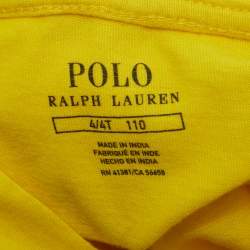 POLO
RALPH LAUREN
4/4T 110
MADE IN INDIA
FABRIQUÉ EN INDE
HECHO EN INDIA
RN 41381/CA 56658